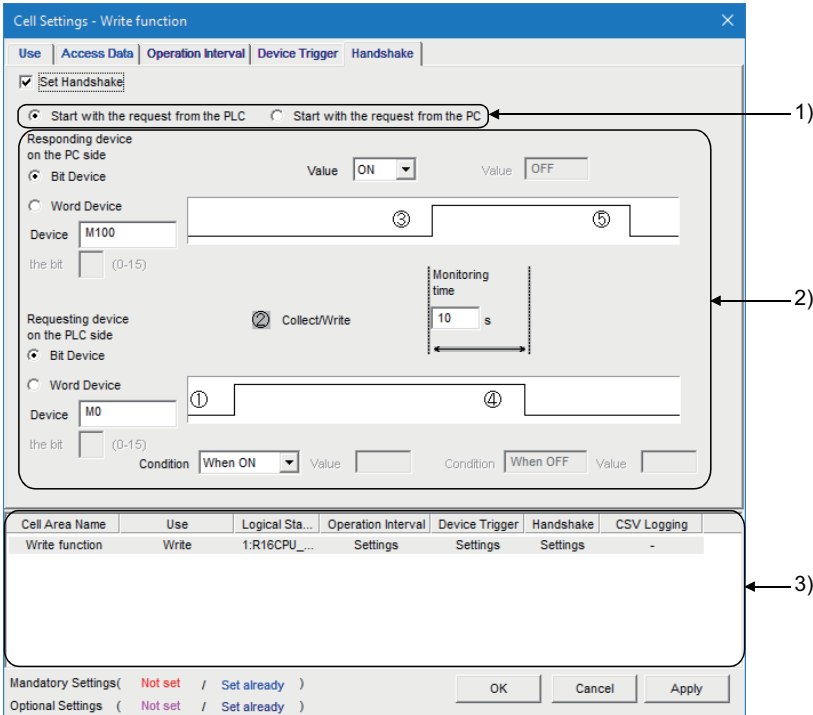 Cell Settings - Write function
Use Access Data Operation Interval Device Trigger Handshake
Set Handshake
Start with the request from the PLC Start with the request from the PC
1)
Responding device
on the PC side
Value ON Value OFF
Bit Device
Word Device
③ ⑤
Device M100
the bit (0-15)
Monitoring
time
2)
Requesting device
on the PLC side
② Collect/Write
10 s
Bit Device
Word Device
① ④
Device M0
the bit (0-15)
Condition When ON Value Condition When OFF Value
Cell Area Name Use Logical Sta... Operation Interval Device Trigger Handshake CSV Logging
Write function Write 1:R16CPU_... Settings Settings Settings -
3)
Mandatory Settings( Not set / Set already )
Optional Settings ( Not set / Set already )
OK Cancel Apply